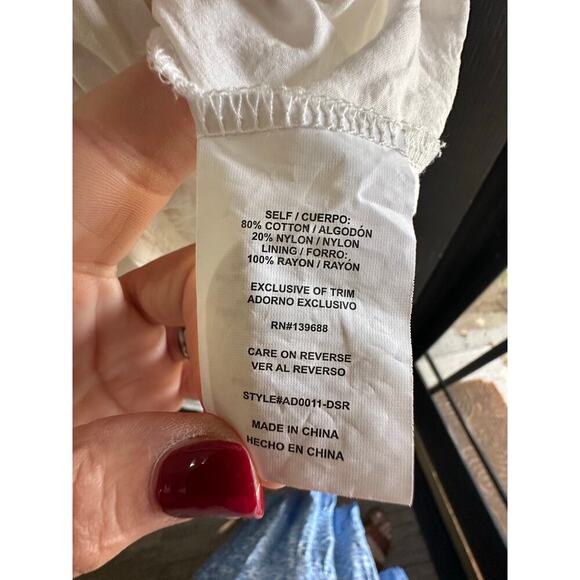 SELF / CUERPO:
80% COTTON / ALGODÓN
20% NYLON / NYLON
LINING / FORRO:
100% RAYON / RAYÓN
EXCLUSIVE OF TRIM
ADORNO EXCLUSIVO
RN#139688
CARE ON REVERSE
VER AL REVERSO
STYLE#AD0011-DSR
MADE IN CHINA
HECHO EN CHINA